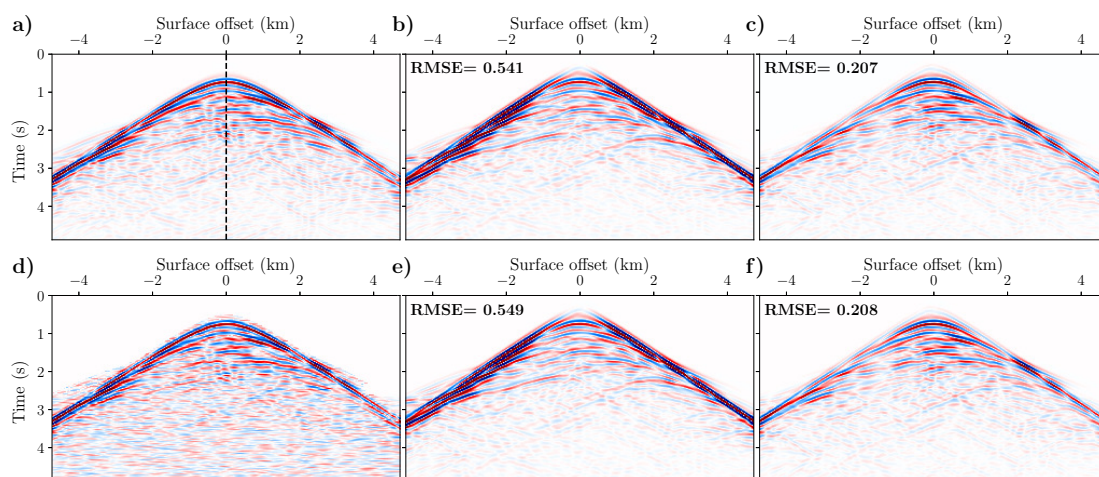 a) Surface offset (km) b) Surface offset (km) c) Surface offset (km)
−4 −2 0 2 4 −4 −2 0 2 4 −4 −2 0 2 4
0
RMSE= 0.541 RMSE= 0.207
1
2
3
4
Time (s)
d) Surface offset (km) e) Surface offset (km) f) Surface offset (km)
−4 −2 0 2 4 −4 −2 0 2 4 −4 −2 0 2 4
0
RMSE= 0.549 RMSE= 0.208
1
2
3
4
Time (s)